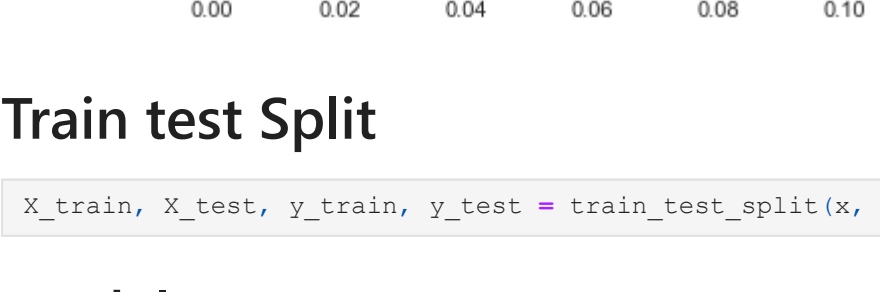 0.00 0.02 0.04 0.06 0.08 0.10
Train test Split
X_train, X_test, y_train, y_test = train_test_split(x,